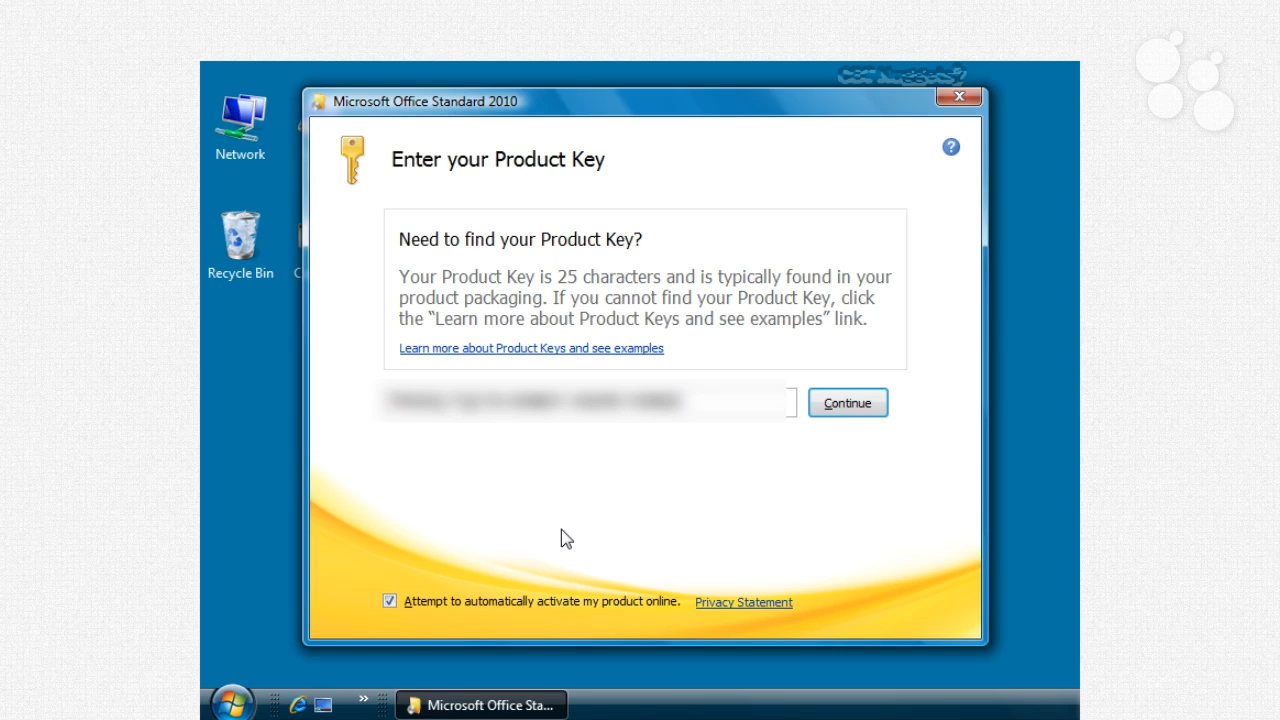 Microsoft Office Standard 2010
Network
Enter your Product Key
Recycle Bin
Need to find your Product Key?
Your Product Key is 25 characters and is typically found in your
product packaging. If you cannot find your Product Key, click
the “Learn more about Product Keys and see examples” link.
Learn more about Product Keys and see examples
Continue
Attempt to automatically activate my product online. Privacy Statement
Microsoft Office Sta...